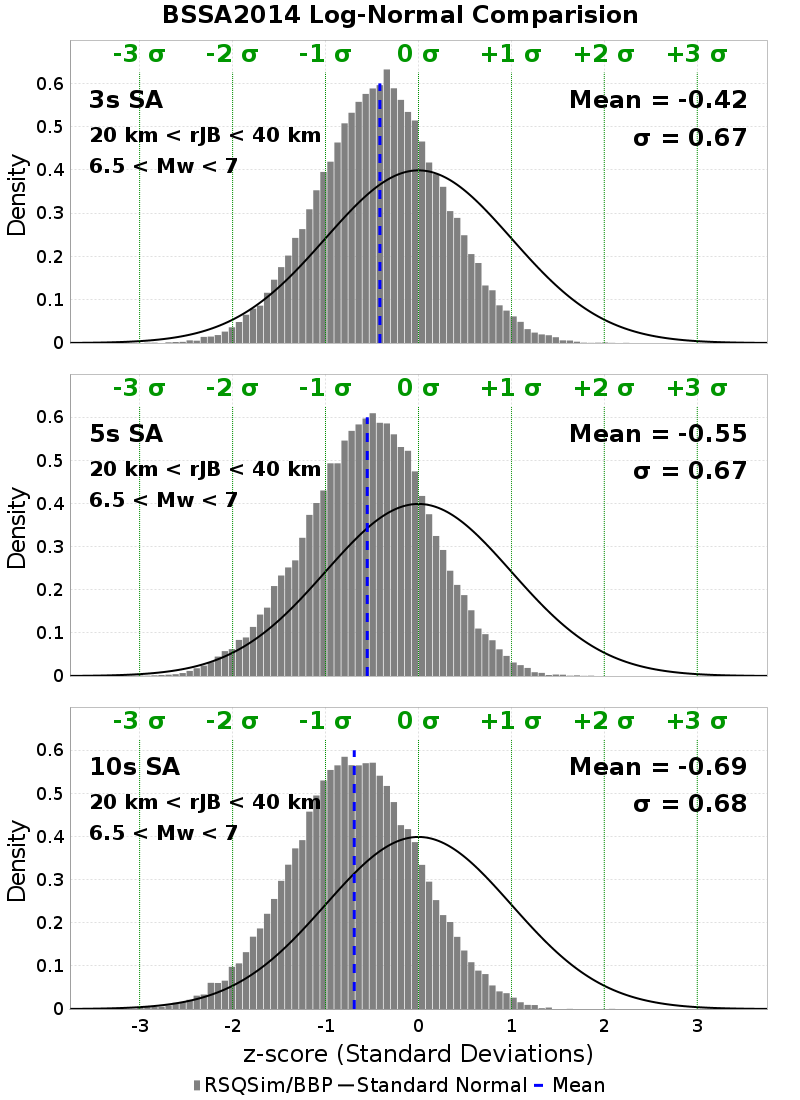 BSSA2014 Log-Normal Comparision
-3 σ -2 σ -1 σ 0 σ +1 σ +2 σ +3 σ
0.6
3s SA Mean = -0.42
0.5
20 km < rJB < 40 km σ = 0.67
6.5 < Mw < 7
0.4
0.3
0.2
0.1
0
Density
-3 σ -2 σ -1 σ 0 σ +1 σ +2 σ +3 σ
0.6
5s SA Mean = -0.55
0.5
20 km < rJB < 40 km σ = 0.67
6.5 < Mw < 7
0.4
0.3
0.2
0.1
0
Density
-3 σ -2 σ -1 σ 0 σ +1 σ +2 σ +3 σ
0.6
10s SA Mean = -0.69
0.5
20 km < rJB < 40 km σ = 0.68
6.5 < Mw < 7
0.4
0.3
0.2
0.1
0
Density
-3 -2 -1 0 1 2 3
z-score (Standard Deviations)
RSQSim/BBP Standard Normal Mean